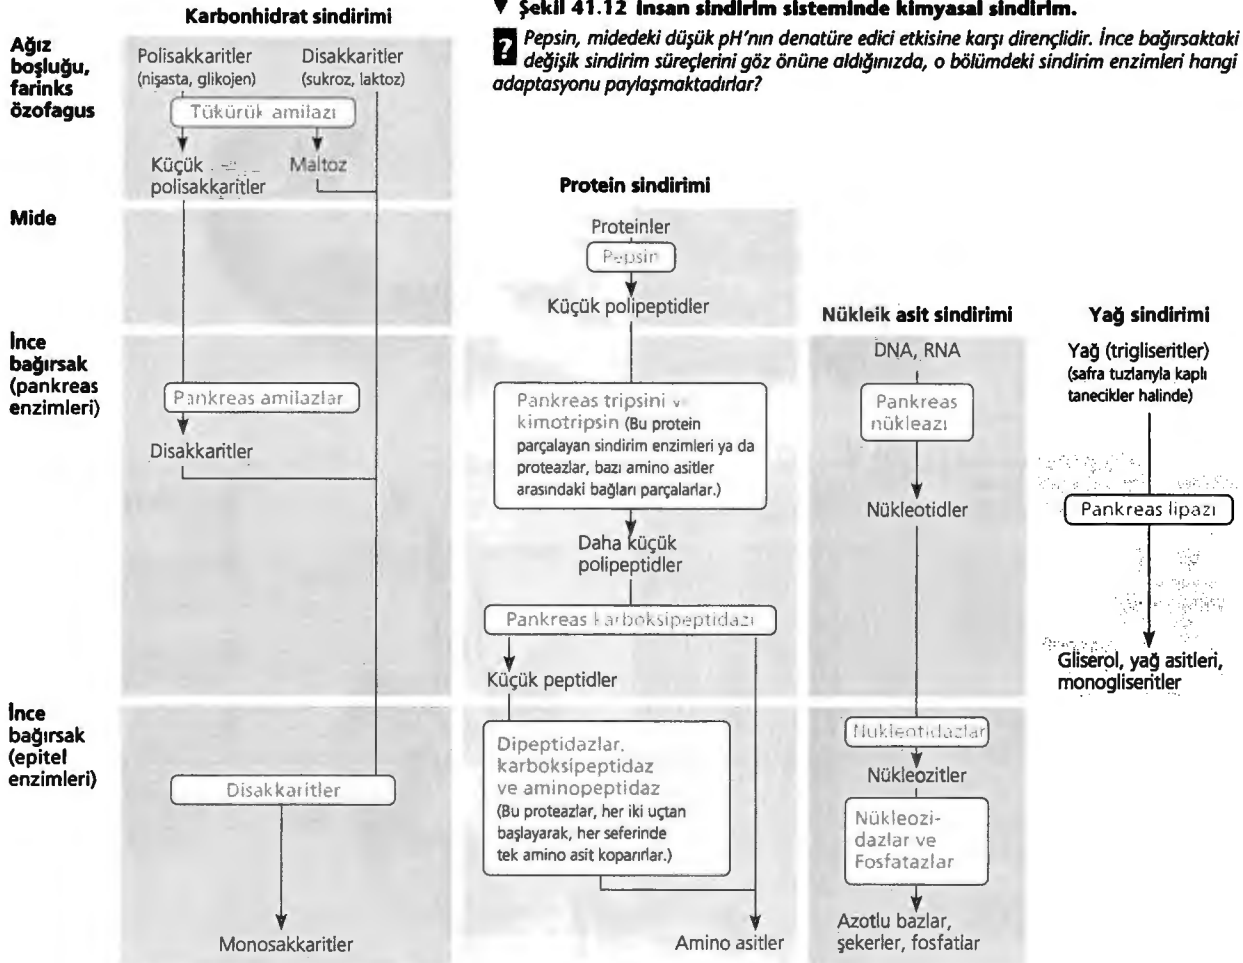 Karbonhidrat sindirimi
▼ Şekil 41.12 İnsan sindirim sisteminde kimyasal sindirim.
? Pepsin, midedeki düşük pH'nın denatüre edici etkisine karşı dirençlidir. İnce bağırsaktaki
değişik sindirim süreçlerini göz önüne aldığınızda, o bölümdeki sindirim enzimleri hangi
adaptasyonu paylaşmaktadırlar?
Ağız
boşluğu,
farinks
özofagus
Polisakkaritler
(nişasta, glikojen)
Disakkaritler
(sukroz, laktoz)
Tükürük amilazı
Küçük
polisakkaritler
Maltoz
Protein sindirimi
Mide
Proteinler
Pepsin
Küçük polipeptidler
Nükleik asit sindirimi
Yağ sindirimi
İnce
bağırsak
(pankreas
enzimleri)
Pankreas amilazlar
Disakkaritler
Pankreas tripsini v
kimotripsin (Bu protein
parçalayan sindirim enzimleri ya da
proteazlar, bazı amino asitler
arasındaki bağları parçalarlar.)
Daha küçük
polipeptidler
Pankreas karboksipeptidazı
Küçük peptidler
DNA, RNA
Pankreas
nükleazı
Nükleotidler
Yağ (trigliseritler)
(safra tuzlarıyla kaplı
tanecikler halinde)
Pankreas lipazı
Gliserol, yağ asitleri,
monogliseritler
İnce
bağırsak
(epitel
enzimleri)
Disakkaritler
Monosakkaritler
Dipeptidazlar,
karboksipeptidaz
ve aminopeptidaz
(Bu proteazlar, her iki uçtan
başlayarak, her seferinde
tek amino asit koparırlar.)
Amino asitler
Nükleotidazlar
Nükleozitler
Nükleozi-
dazlar ve
Fosfatazlar
Azotlu bazlar,
şekerler, fosfatlar